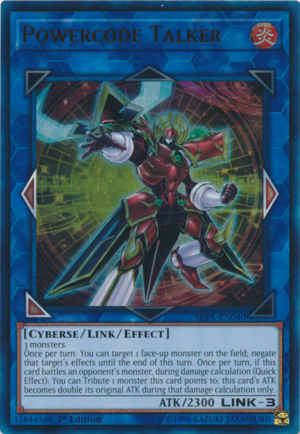 POWERCODE TALKER
炎
SDPL-EN040
[CYBERSE/LINK/EFFECT]
3 monsters
Once per turn: You can target 1 face-up monster on the field; negate
that target's effects until the end of this turn. Once per turn, if this
card battles an opponent's monster, during damage calculation (Quick
Effect): You can Tribute 1 monster this card points to; this card's ATK
becomes double its original ATK during that damage calculation only.
ATK/2300 LINK-3
15844566 1st Edition ©1996 KAZUKI TAKAHASHI